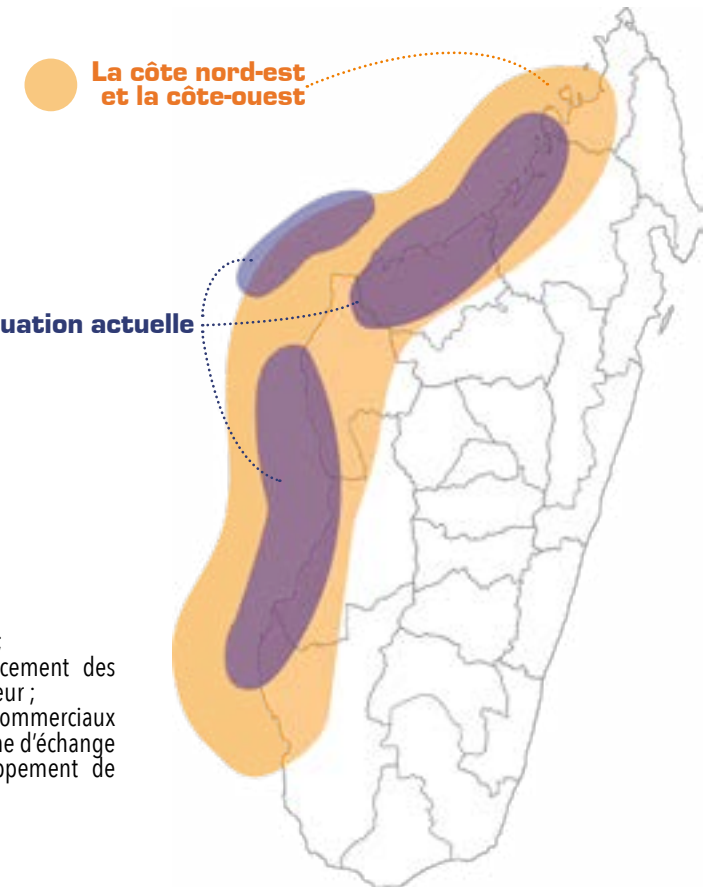 La côte nord-est
et la côte-ouest
uation actuelle
;
cement des
eur ;
ommerciaux
ne d'échange
ppement de